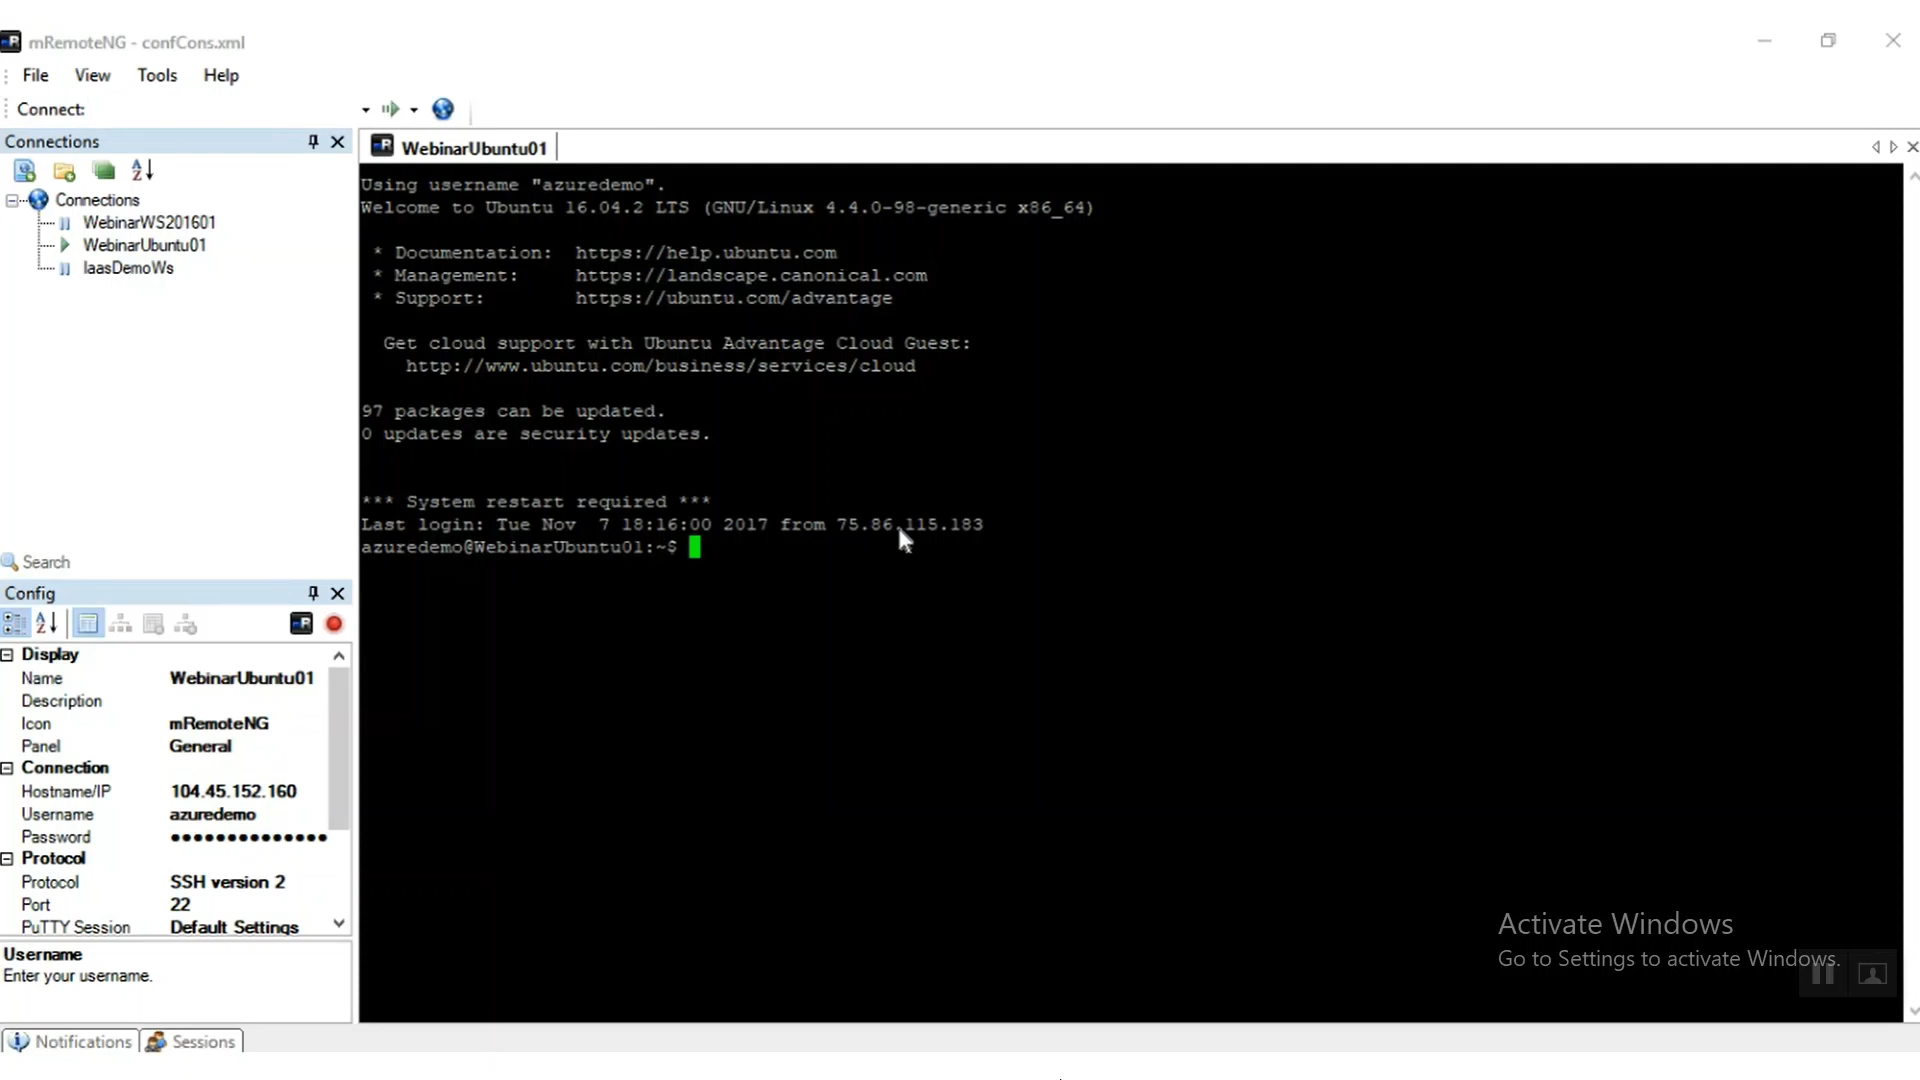 mRemoteNG - confCons.xml
File View Tools Help
Connect:
Connections
Connections
WebinarWS201601
WebinarUbuntu01
IaasDemoWs
Search
Config
Display
Name WebinarUbuntu01
Description
Icon mRemoteNG
Panel General
Connection
Hostname/IP 104.45.152.160
Username azuredemo
Password ••••••••••••••
Protocol
Protocol SSH version 2
Port 22
PuTTY Session Default Settings
Username
Enter your username.
Notifications Sessions
WebinarUbuntu01
Using username "azuredemo".
Welcome to Ubuntu 16.04.2 LTS (GNU/Linux 4.4.0-98-generic x86_64)
* Documentation: https://help.ubuntu.com
* Management: https://landscape.canonical.com
* Support: https://ubuntu.com/advantage
Get cloud support with Ubuntu Advantage Cloud Guest:
http://www.ubuntu.com/business/services/cloud
97 packages can be updated.
0 updates are security updates.
*** System restart required ***
Last login: Tue Nov 7 18:16:00 2017 from 75.86.115.183
azuredemo@WebinarUbuntu01:~$
Activate Windows
Go to Settings to activate Windows.